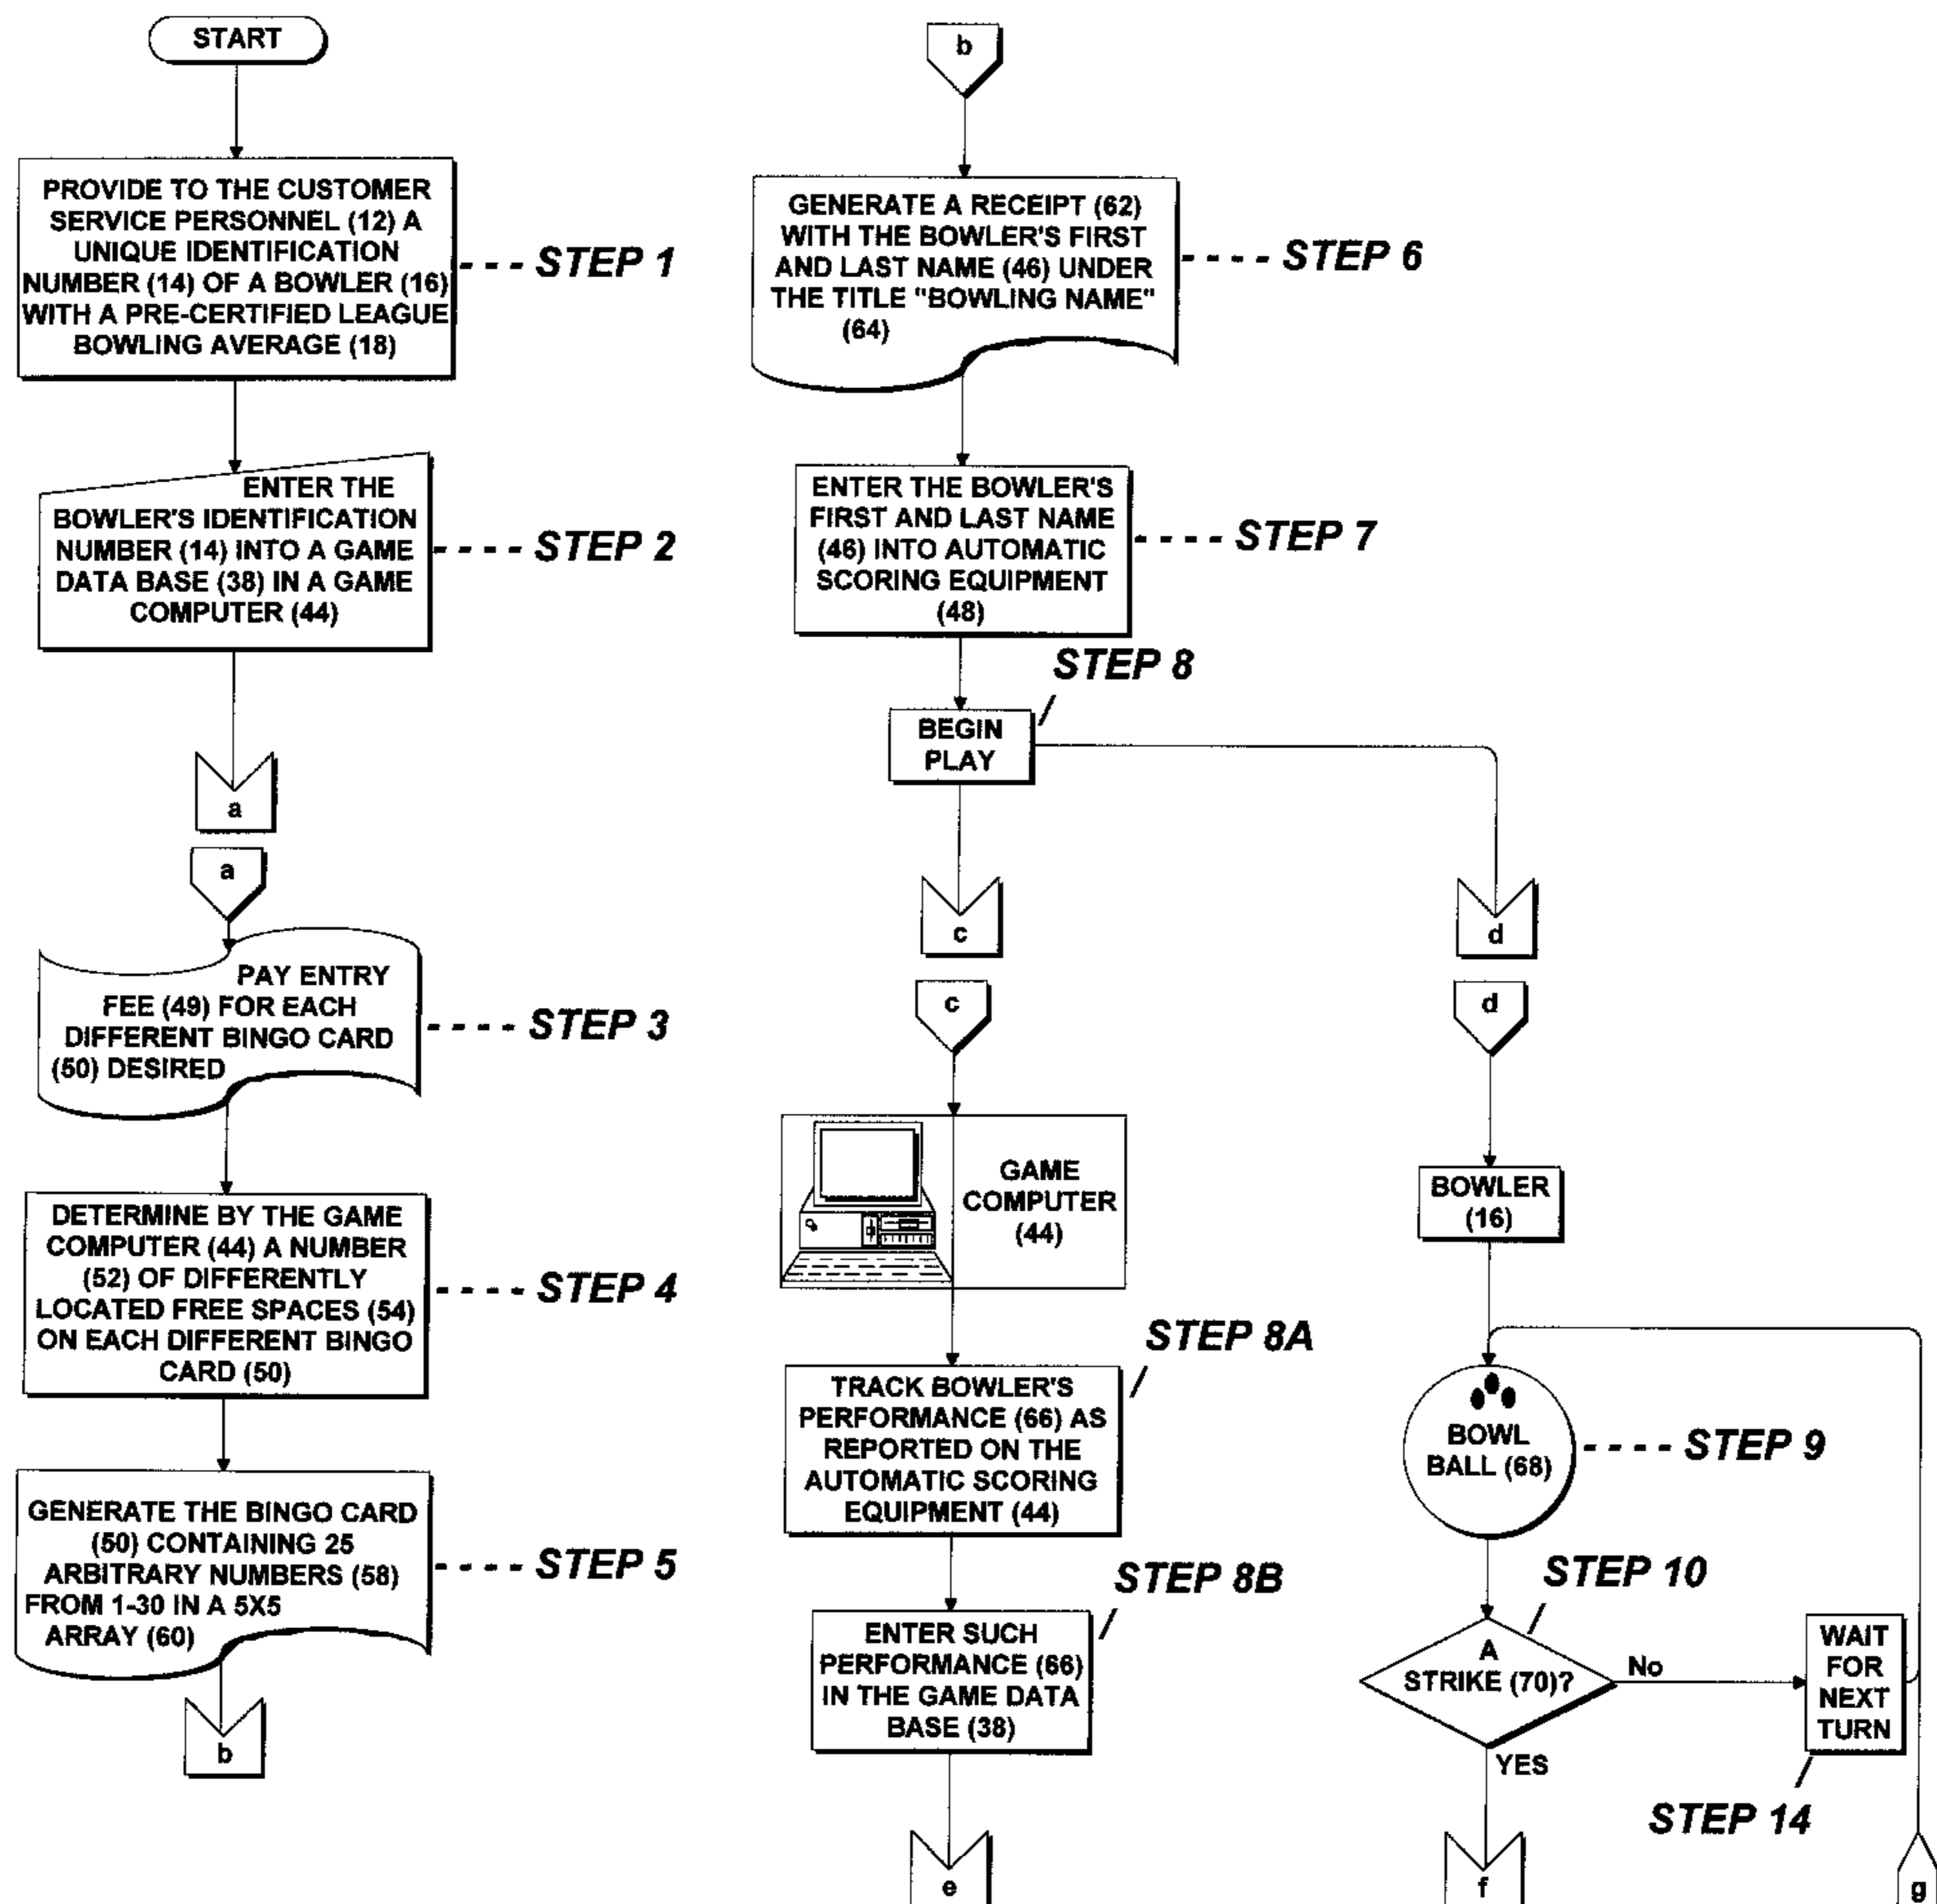 START
PROVIDE TO THE CUSTOMER
SERVICE PERSONNEL (12) A
UNIQUE IDENTIFICATION
NUMBER (14) OF A BOWLER (16)
WITH A PRE-CERTIFIED LEAGUE
BOWLING AVERAGE (18)
STEP 1
ENTER THE
BOWLER'S IDENTIFICATION
NUMBER (14) INTO A GAME
DATA BASE (38) IN A GAME
COMPUTER (44)
STEP 2
a
a
PAY ENTRY
FEE (49) FOR EACH
DIFFERENT BINGO CARD
(50) DESIRED
STEP 3
DETERMINE BY THE GAME
COMPUTER (44) A NUMBER
(52) OF DIFFERENTLY
LOCATED FREE SPACES (54)
ON EACH DIFFERENT BINGO
CARD (50)
STEP 4
GENERATE THE BINGO CARD
(50) CONTAINING 25
ARBITRARY NUMBERS (58)
FROM 1-30 IN A 5X5
ARRAY (60)
STEP 5
b
b
GENERATE A RECEIPT (62)
WITH THE BOWLER'S FIRST
AND LAST NAME (46) UNDER
THE TITLE "BOWLING NAME"
(64)
STEP 6
ENTER THE BOWLER'S
FIRST AND LAST NAME
(46) INTO AUTOMATIC
SCORING EQUIPMENT
(48)
STEP 7
STEP 8
BEGIN
PLAY
c
d
c
d
GAME
COMPUTER
(44)
STEP 8A
TRACK BOWLER'S
PERFORMANCE (66) AS
REPORTED ON THE
AUTOMATIC SCORING
EQUIPMENT (44)
STEP 8B
ENTER SUCH
PERFORMANCE (66)
IN THE GAME DATA
BASE (38)
e
BOWLER
(16)
BOWL
BALL (68)
STEP 9
STEP 10
A
STRIKE (70)?
No
WAIT
FOR
NEXT
TURN
YES
STEP 14
f
g